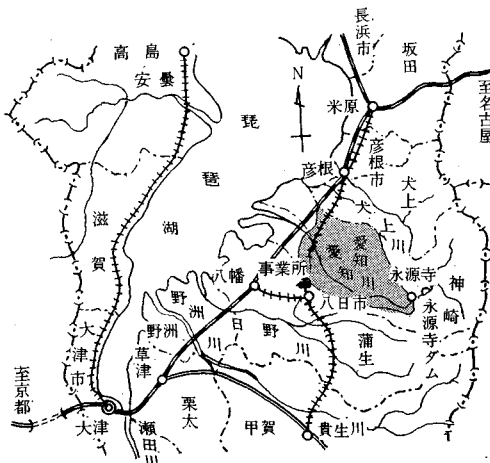 高島
安曇
長浜市
坂田
至名古屋
N
米原
琵
琶
湖
彦根
彦根市
犬上
犬上川
滋賀
愛知
愛知川
八幡
事業所
八日市
永源寺
永源寺ダム
神崎
野洲
野洲川
日野川
蒲生
大津市
草津
至京都
大津
瀬田川
栗太
甲賀
貴生川